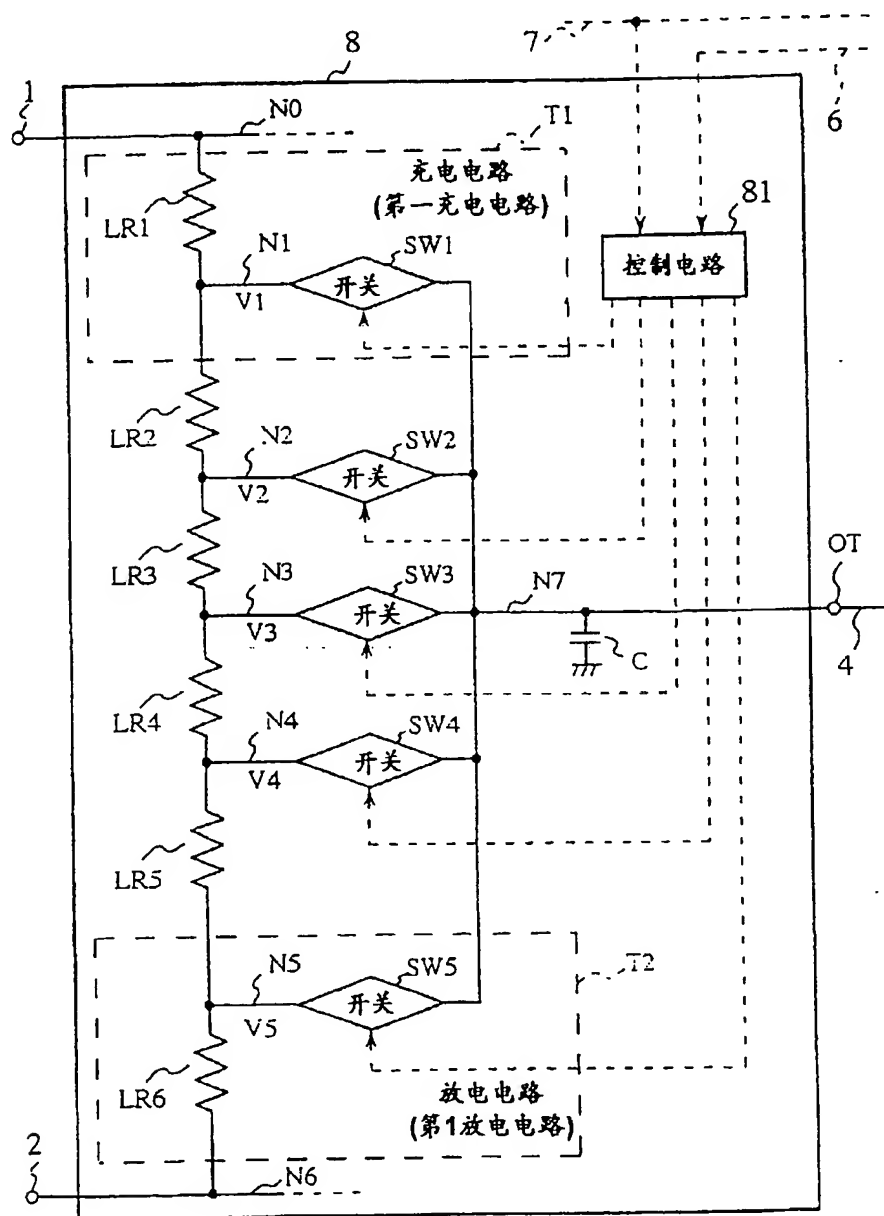 7
6
8
1
N0
T1
充电电路
(第一充电电路)
81
控制电路
LR1
N1
SW1
开关
V1
LR2
N2
SW2
开关
V2
LR3
N3
SW3
开关
V3
N7
OT
4
C
LR4
N4
SW4
开关
V4
LR5
N5
SW5
开关
V5
T2
LR6
放电电路
(第1放电电路)
2
N6